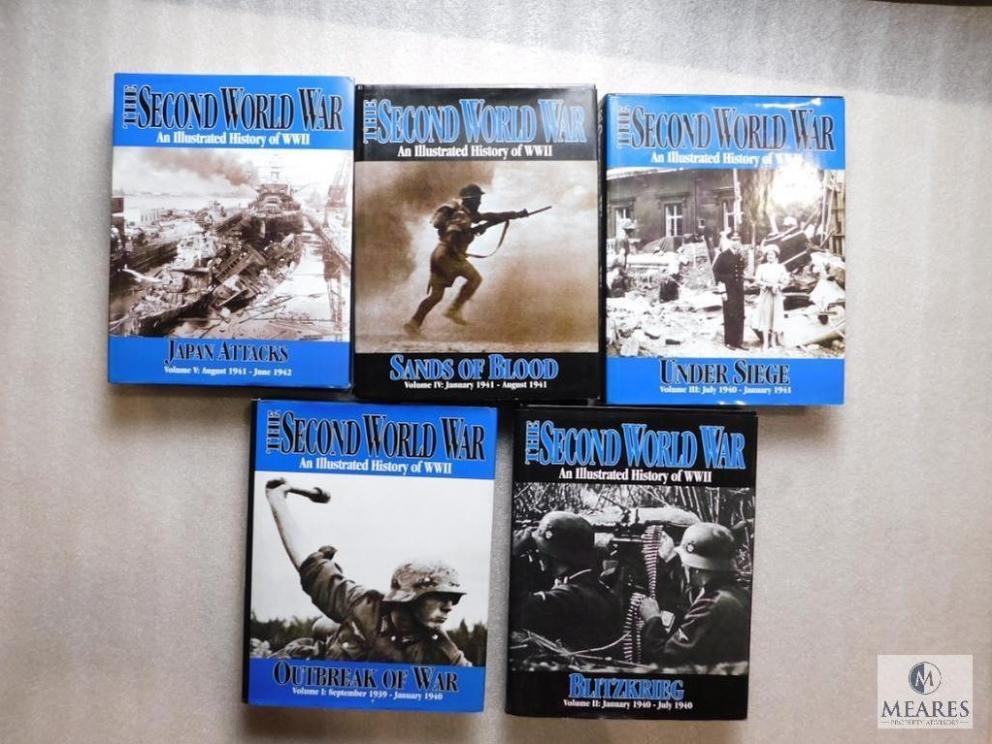 THE SECOND WORLD WAR
An Illustrated History of WWII
JAPAN ATTACKS
Volume V: August 1941 - June 1942
THE SECOND WORLD WAR
An Illustrated History of WWII
SANDS OF BLOOD
Volume IV: January 1941 - August 1941
THE SECOND WORLD WAR
An Illustrated History of
UNDER SIEGE
Volume III: July 1940 - January 1941
THE SECOND WORLD WAR
An Illustrated History of WWII
OUTBREAK OF WAR
Volume I: September 1939 - January 1940
THE SECOND WORLD WAR
An Illustrated History of WWII
BLITZKRIEG
Volume II: January 1940 - July 1940
M
MEARES
PROPERTY ADVISORS